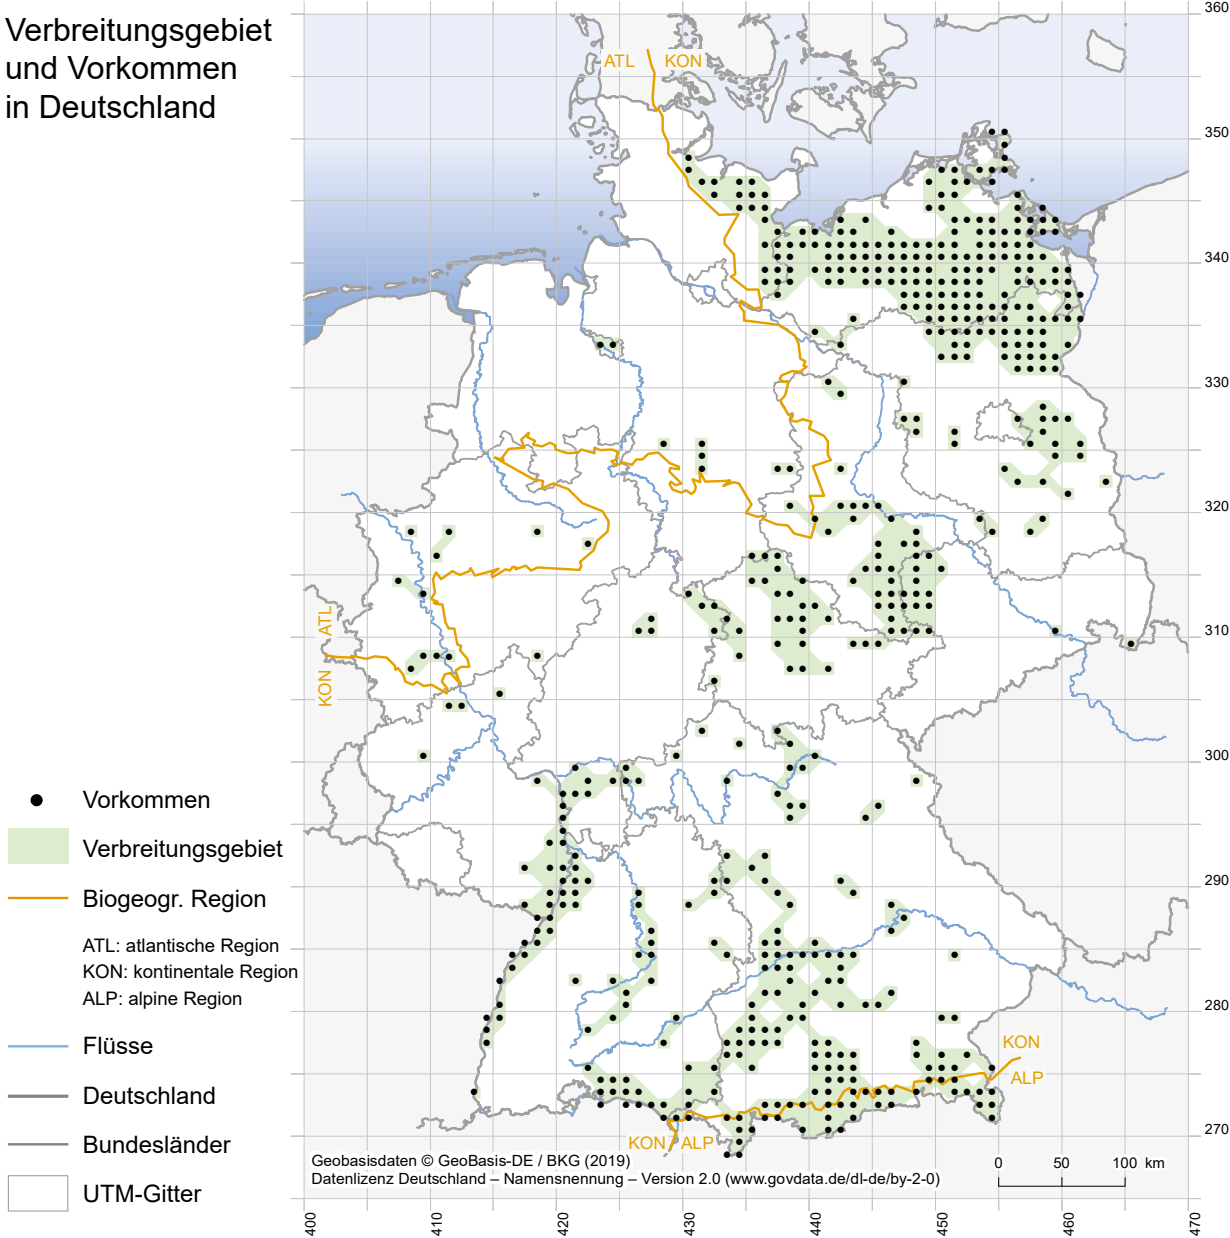 Verbreitungsgebiet
und Vorkommen
in Deutschland
ATL KON
360
350
340
330
320
310
300
290
280
270
ATL
KON
Vorkommen
Verbreitungsgebiet
Biogeogr. Region
ATL: atlantische Region
KON: kontinentale Region
ALP: alpine Region
Flüsse
Deutschland
Bundesländer
UTM-Gitter
KON
ALP
KON ALP
Geobasisdaten © GeoBasis-DE / BKG (2019)
Datenlizenz Deutschland – Namensnennung – Version 2.0 (www.govdata.de/dl-de/by-2-0)
0 50 100 km
400 410 420 430 440 450 460 470